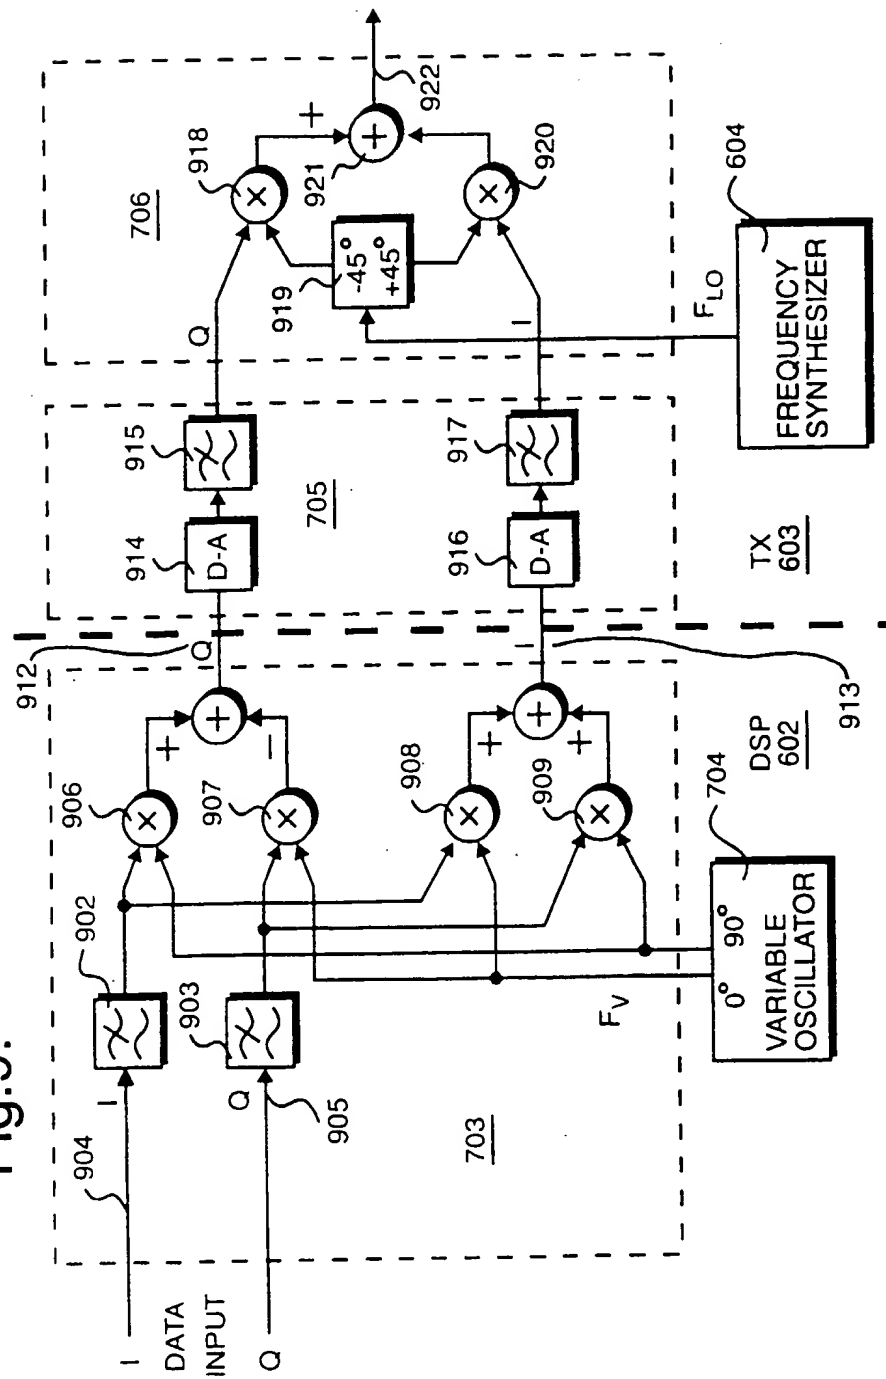 Fig.9.
904
I
DATA
INPUT
Q
I
Q
905
902
903
703
906
907
908
909
+
−
+
+
×
×
×
×
+
+
F_V
0° 90°
VARIABLE
OSCILLATOR
704
912
Q
I
913
DSP
602
914
D-A
915
705
916
D-A
917
TX
603
Q
I
706
918
×
919
-45°
+45°
+
921
+
920
×
922
F_LO
FREQUENCY
SYNTHESIZER
604